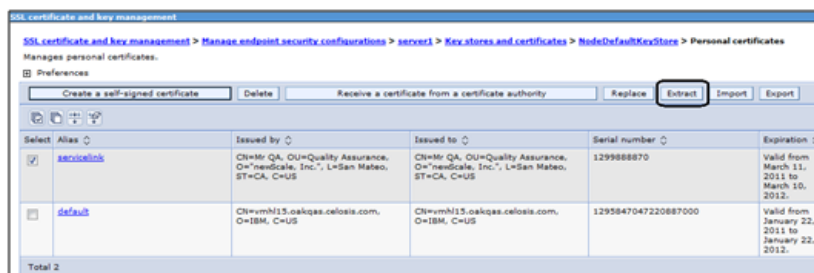 SSL certificate and key management
SSL certificate and key management > Manage endpoint security configurations > server1 > Key stores and certificates > NodeDefaultKeyStore > Personal certificates
Manages personal certificates.
Preferences
Create a self-signed certificate Delete Receive a certificate from a certificate authority Replace Extract Import Export
Select Alias Issued by Issued to Serial number Expiration
servicelink CN=Mr QA, OU=Quality Assurance, CN=Mr QA, OU=Quality Assurance, 1299888870 Valid from
O="newScale, Inc.", L=San Mateo, O="newScale, Inc.", L=San Mateo, March 11,
ST=CA, C=US ST=CA, C=US 2011 to
March 10,
2012.
default CN=vmhl15.oakqas.celosis.com, CN=vmhl15.oakqas.celosis.com, 1295847047220887000 Valid from
O=IBM, C=US O=IBM, C=US January 22,
2011 to
January 22,
2012.
Total 2